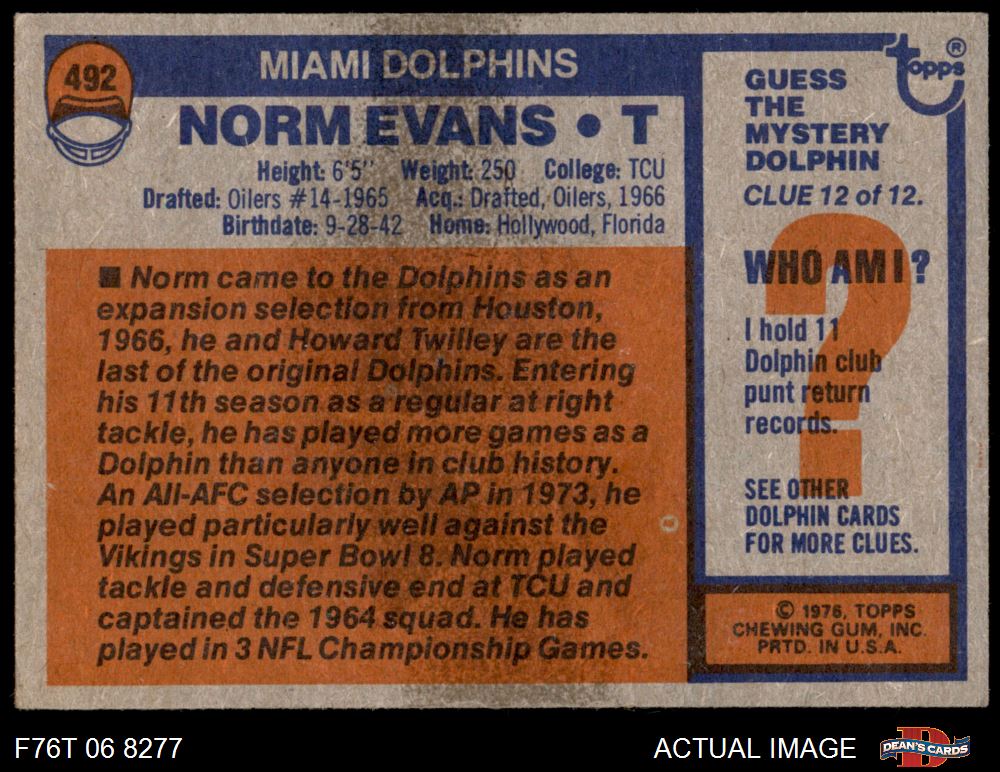 492
MIAMI DOLPHINS
NORM EVANS • T
Height: 6'5" Weight: 250 College: TCU
Drafted: Oilers #14-1965 Acq.: Drafted, Oilers, 1966
Birthdate: 9-28-42 Home: Hollywood, Florida
■ Norm came to the Dolphins as an
expansion selection from Houston,
1966, he and Howard Twilley are the
last of the original Dolphins. Entering
his 11th season as a regular at right
tackle, he has played more games as a
Dolphin than anyone in club history.
An All-AFC selection by AP in 1973, he
played particularly well against the
Vikings in Super Bowl 8. Norm played
tackle and defensive end at TCU and
captained the 1964 squad. He has
played in 3 NFL Championship Games.
topps®
GUESS
THE
MYSTERY
DOLPHIN
CLUE 12 of 12.
?
WHO AM I?
I hold 11
Dolphin club
punt return
records.
SEE OTHER
DOLPHIN CARDS
FOR MORE CLUES.
© 1976, TOPPS
CHEWING GUM, INC.
PRTD. IN U.S.A.
F76T 06 8277
ACTUAL IMAGE
D
DEAN'S CARDS